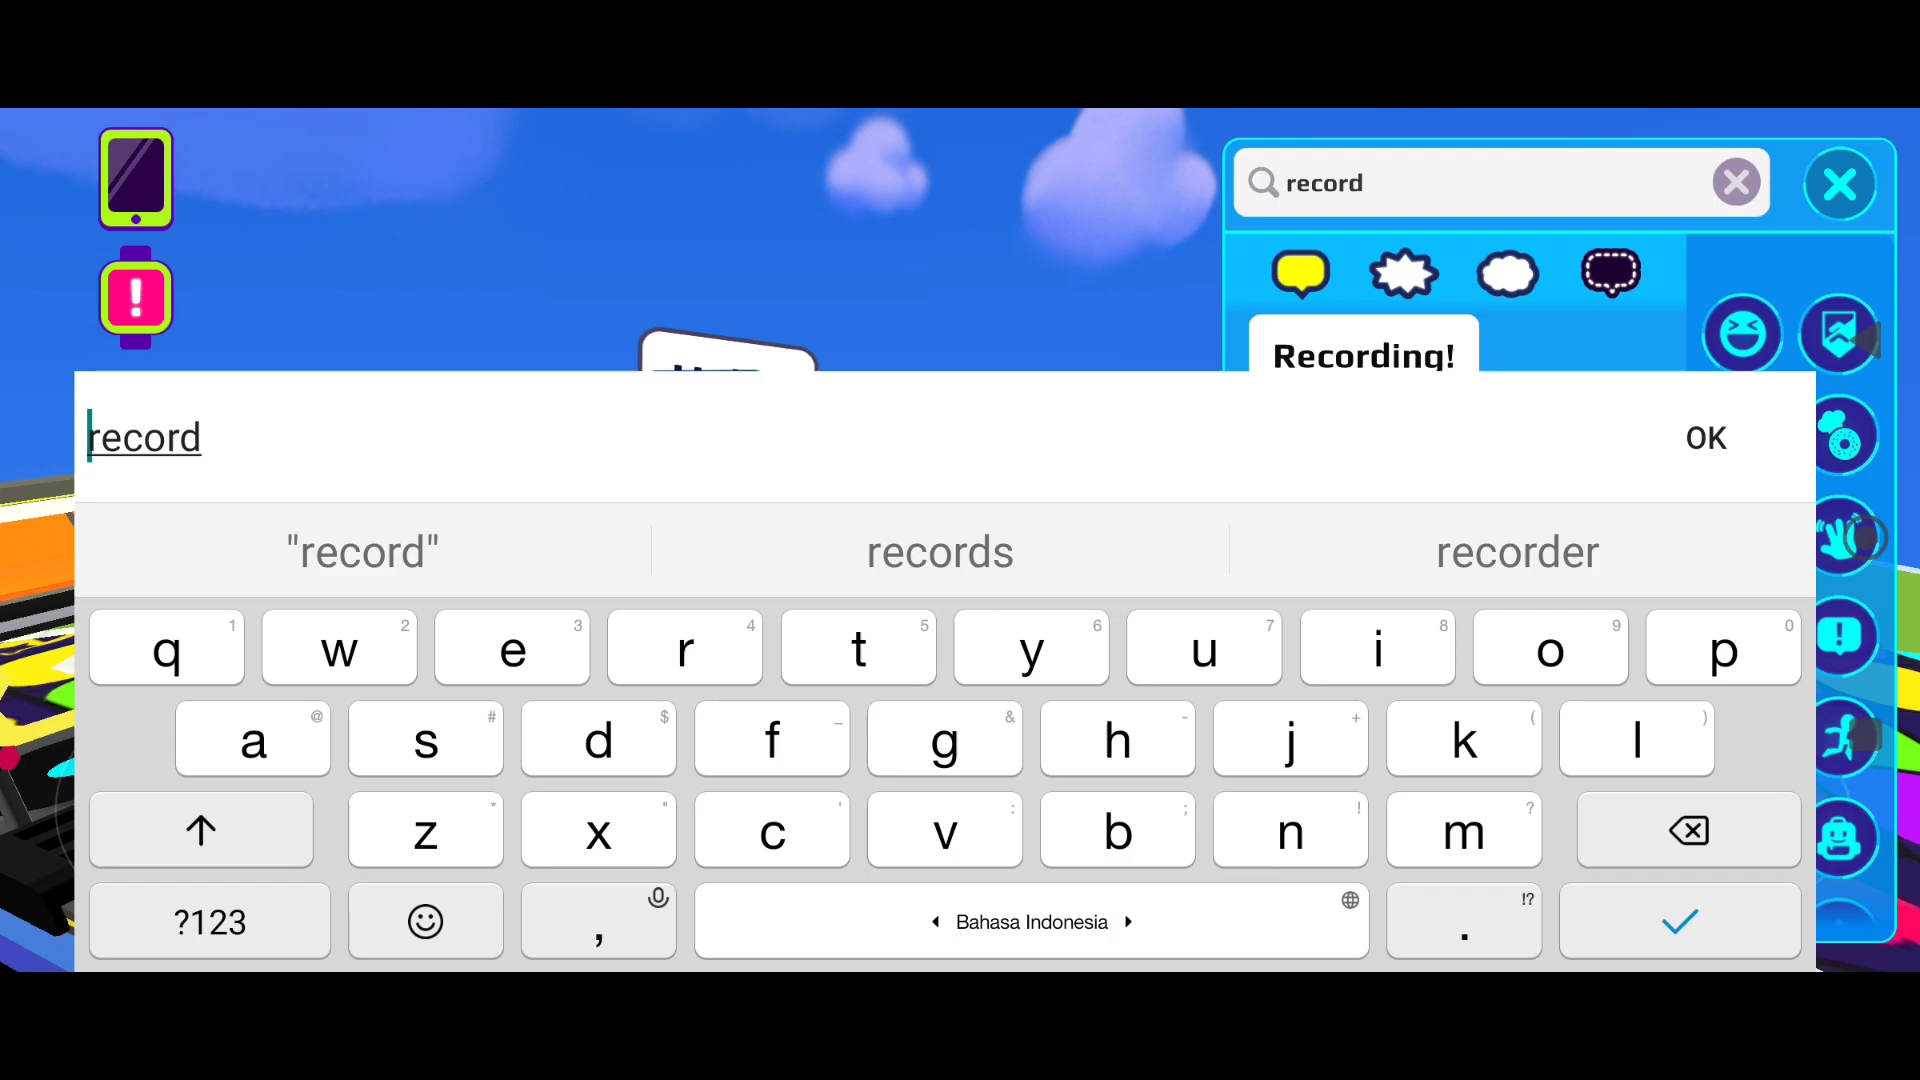 record
Recording!
record
OK
"record" records recorder
q 1 w 2 e 3 r 4 t 5 y 6 u 7 i 8 o 9 p 0
a @ s # d $ f _ g & h - j + k ( l )
z * x " c ' v : b ; n ! m ?
?123 , Bahasa Indonesia . !?